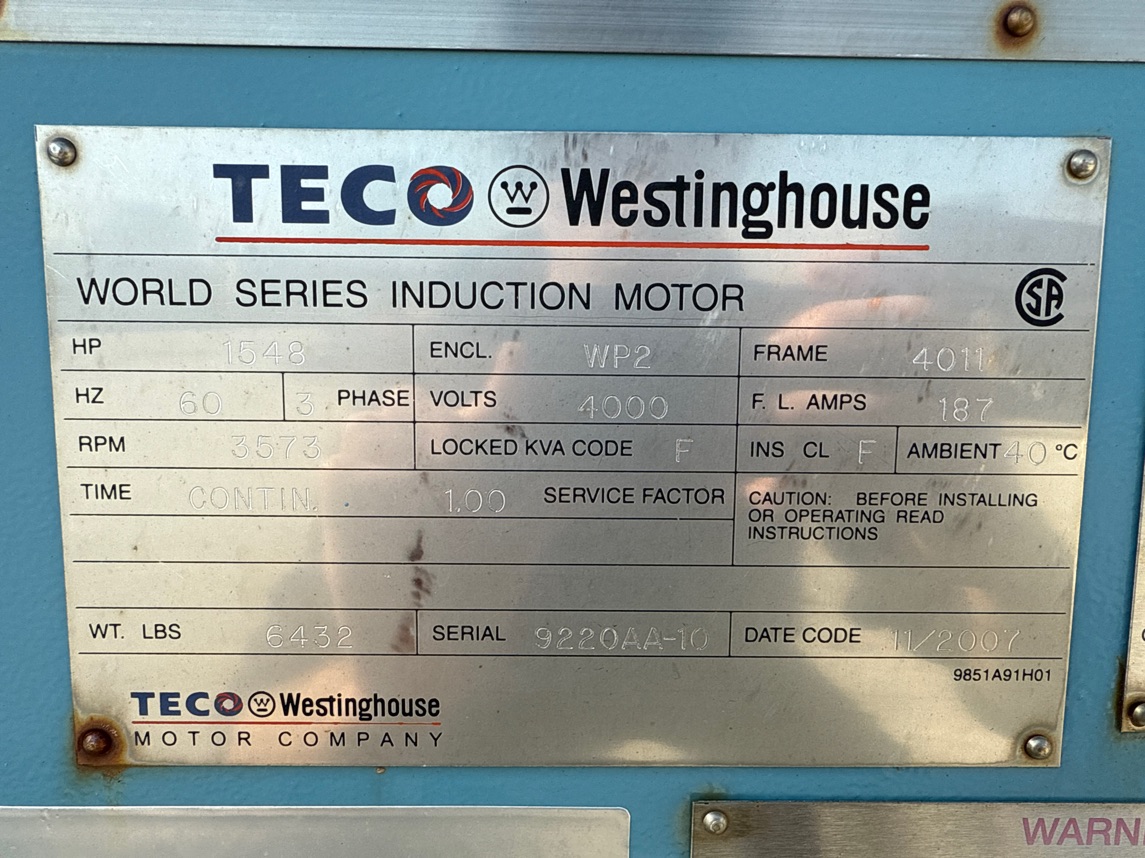 TECO W Westinghouse
WORLD SERIES INDUCTION MOTOR CSA
HP 1548 ENCL. WP2 FRAME 4011
HZ 60 3 PHASE VOLTS 4000 F. L. AMPS 187
RPM 3573 LOCKED KVA CODE F INS CL F AMBIENT 40 °C
TIME CONTIN. 1.00 SERVICE FACTOR
CAUTION: BEFORE INSTALLING
OR OPERATING READ
INSTRUCTIONS
WT. LBS 6432 SERIAL 9220AA-10 DATE CODE 11/2007
9851A91H01
TECO W Westinghouse
MOTOR COMPANY